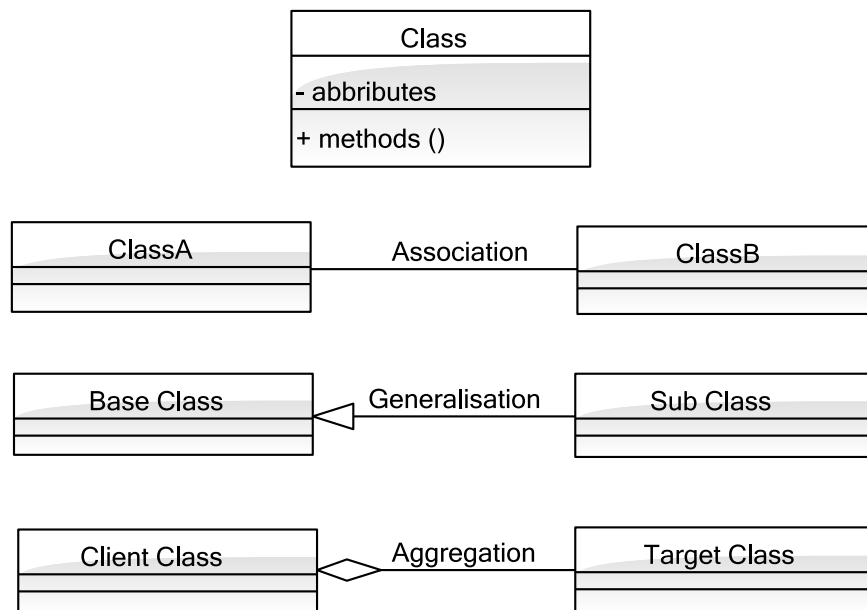 Class
- abbributes
+ methods ()
ClassA
Association
ClassB
Base Class
Generalisation
Sub Class
Client Class
Aggregation
Target Class